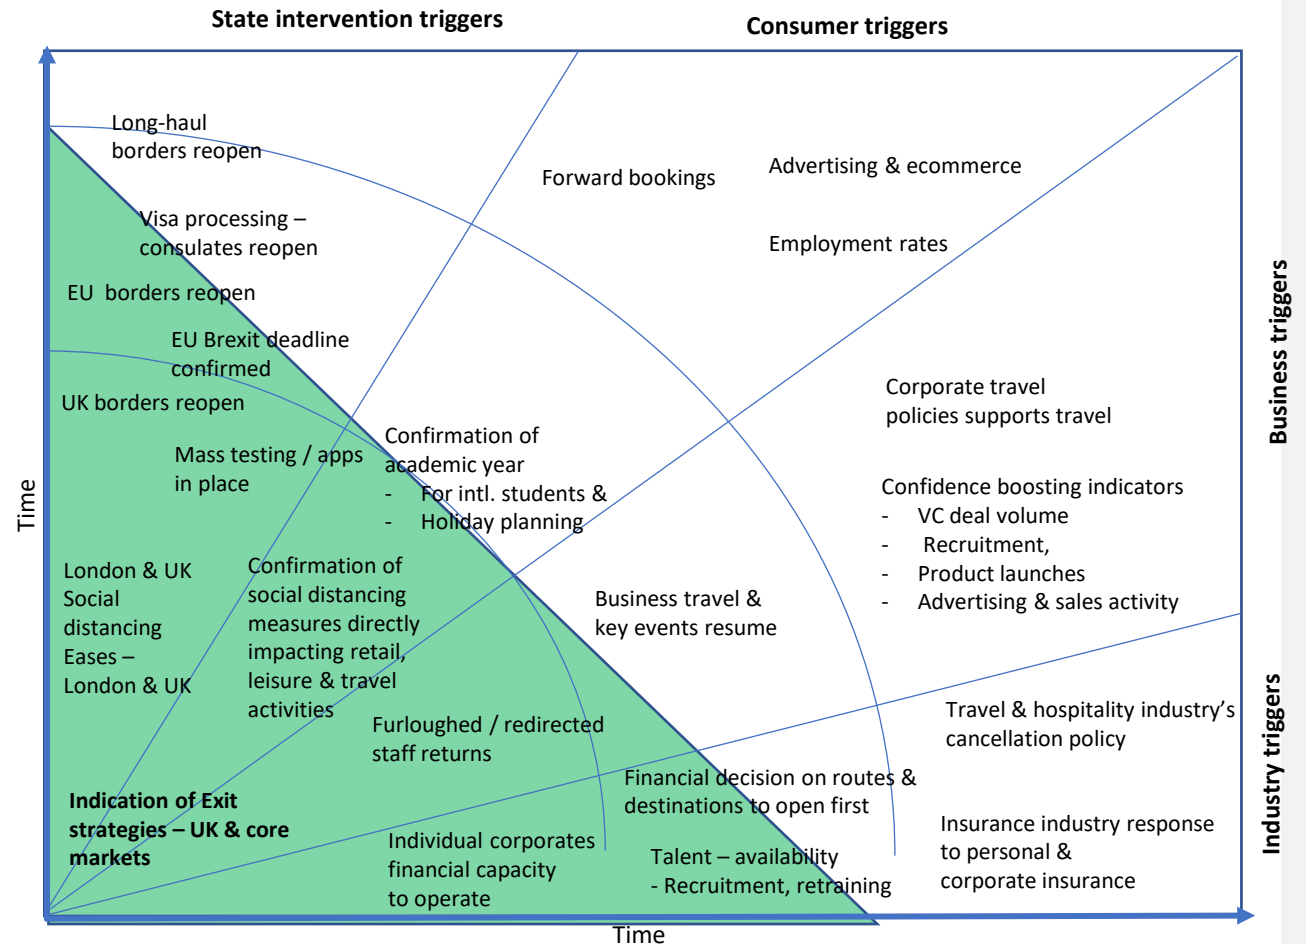 State intervention triggers
Consumer triggers
Long-haul
borders reopen
Forward bookings
Advertising & ecommerce
Visa processing –
consulates reopen
Employment rates
EU  borders reopen
EU Brexit deadline
confirmed
UK borders reopen
Mass testing / apps
in place
Confirmation of
academic year
- For intl. students &
- Holiday planning
Corporate travel
policies supports travel
Business triggers
Confidence boosting indicators
- VC deal volume
- Recruitment,
- Product launches
- Advertising & sales activity
Time
London & UK
Social
distancing
Eases –
London & UK
Confirmation of
social distancing
measures directly
impacting retail,
leisure & travel
activities
Business travel &
key events resume
Furloughed / redirected
staff returns
Travel & hospitality industry’s
cancellation policy
Industry triggers
Financial decision on routes &
destinations to open first
Indication of Exit
strategies – UK & core
markets
Individual corporates
financial capacity
to operate
Talent – availability
- Recruitment, retraining
Insurance industry response
to personal &
corporate insurance
Time